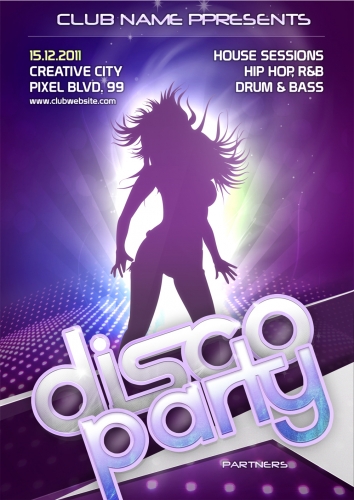 CLUB NAME PPRESENTS
15.12.2011
CREATIVE CITY
PIXEL BLVD, 99
www.clubwebsite.com
HOUSE SESSIONS
HIP HOP, R&B
DRUM & BASS
disco
party
PARTNERS